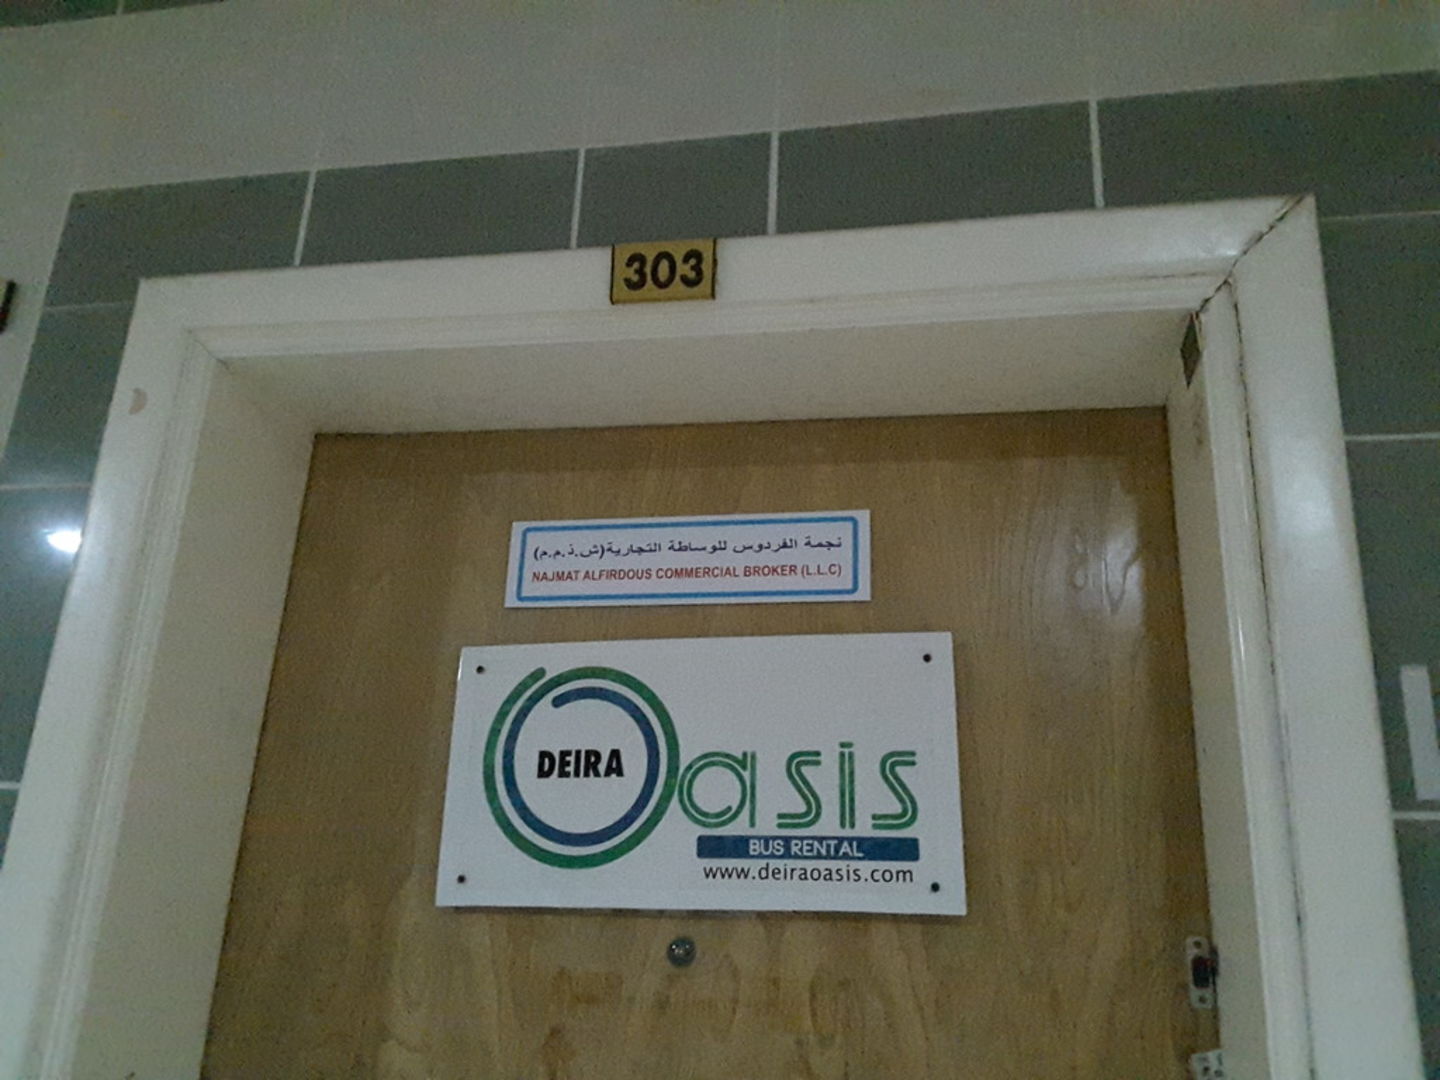 303
نجمة الفردوس للوساطة التجارية(ش.ذ.م.م)
NAJMAT ALFIRDOUS COMMERCIAL BROKER (L.L.C)
DEIRA Oasis
BUS RENTAL
www.deiraoasis.com